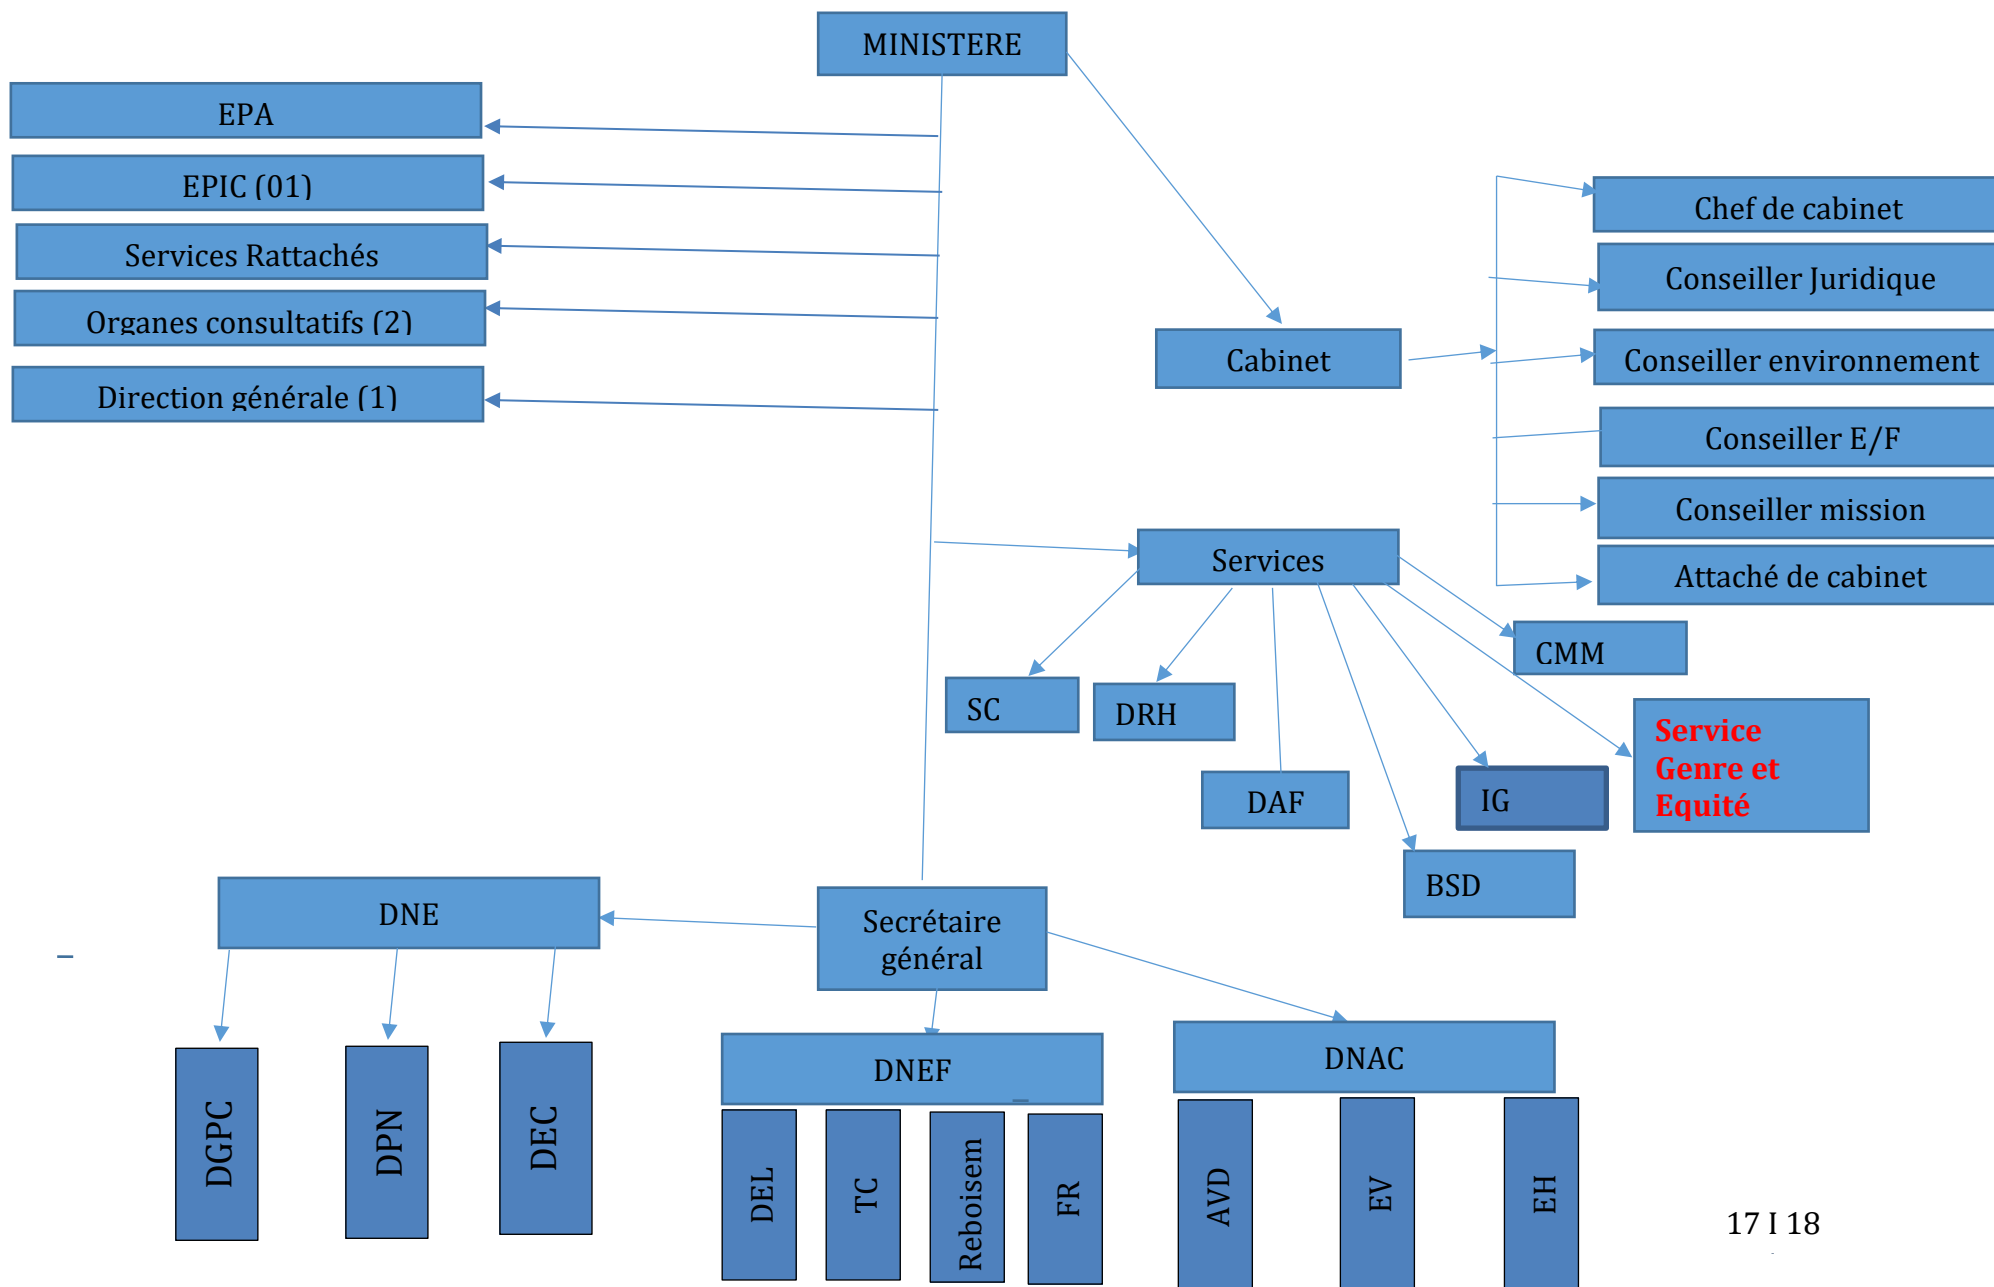 MINISTERE
EPA
EPIC (01)
Services Rattachés
Organes consultatifs (2)
Direction générale (1)
Cabinet
Chef de cabinet
Conseiller Juridique
Conseiller environnement
Conseiller E/F
Conseiller mission
Attaché de cabinet
Services
CMM
SC
DRH
DAF
IG
Service
Genre et
Equité
BSD
DNE
Secrétaire
général
DNEF
DNAC
DGPC
DPN
DEC
DEL
TC
Reboisem
FR
AVD
EV
EH
17 I 18